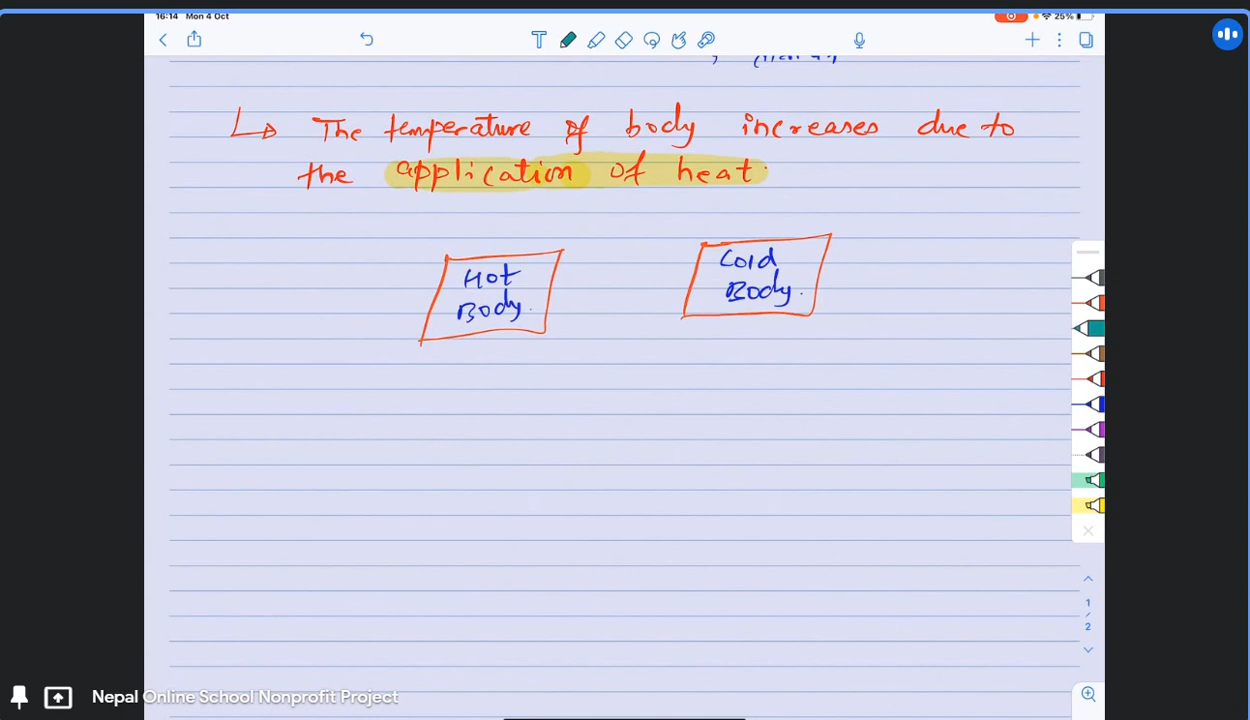 16:14 Mon 4 Oct
25%
The temperature of body increases due to
the application of heat.
Hot
Body.
Cold
Body.
1
/
2
Nepal Online School Nonprofit Project